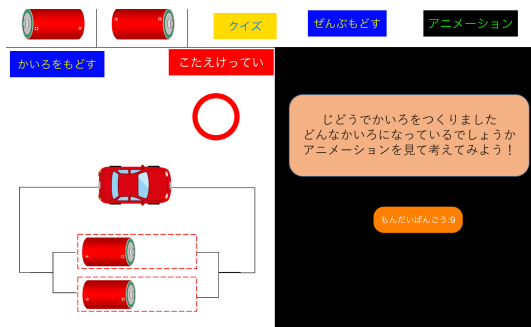 クイズ
ぜんぶもどす
アニメーション
かいろをもどす
こたえけってい
じどうでかいろをつくりました
どんなかいろになっているでしょうか
アニメーションを見て考えてみよう！
もんだいばんごう:9